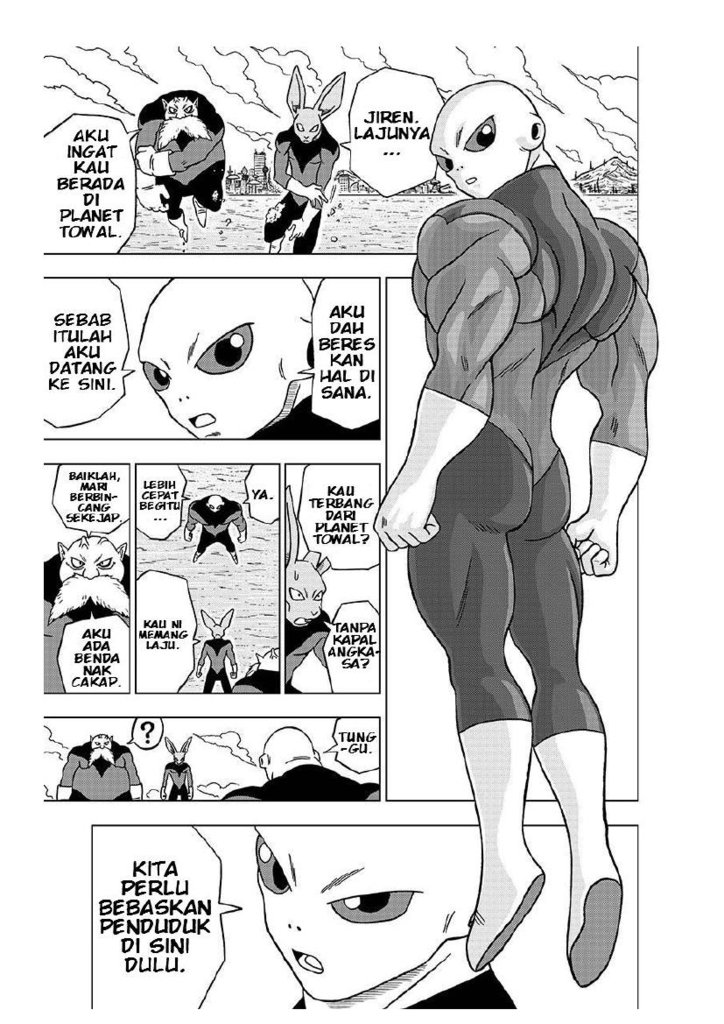 JIREN.
LAJUNYA
...
AKU
INGAT
KAU
BERADA
DI
PLANET
TOWAL.
AKU
DAH
BERES
KAN
HAL DI
SANA.
SEBAB
ITULAH
AKU
DATANG
KE SINI.
KAU
TERBANG
DARI
PLANET
TOWAL?
TANPA
KAPAL
ANGKA-
SA?
YA.
LEBIH
CEPAT
BEGITU
...
KAU NI
MEMANG
LAJU.
BAIKLAH,
MARI
BERBIN-
CANG
SEKEJAP.
AKU
ADA
BENDA
NAK
CAKAP.
TUNG
-GU.
?
KITA
PERLU
BEBASKAN
PENDUDUK
DI SINI
DULU.